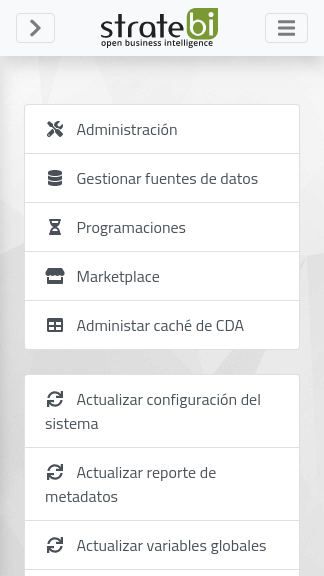 stratebi
open business intelligence
Administración
Gestionar fuentes de datos
Programaciones
Marketplace
Administar caché de CDA
Actualizar configuración del
sistema
Actualizar reporte de
metadatos
Actualizar variables globales